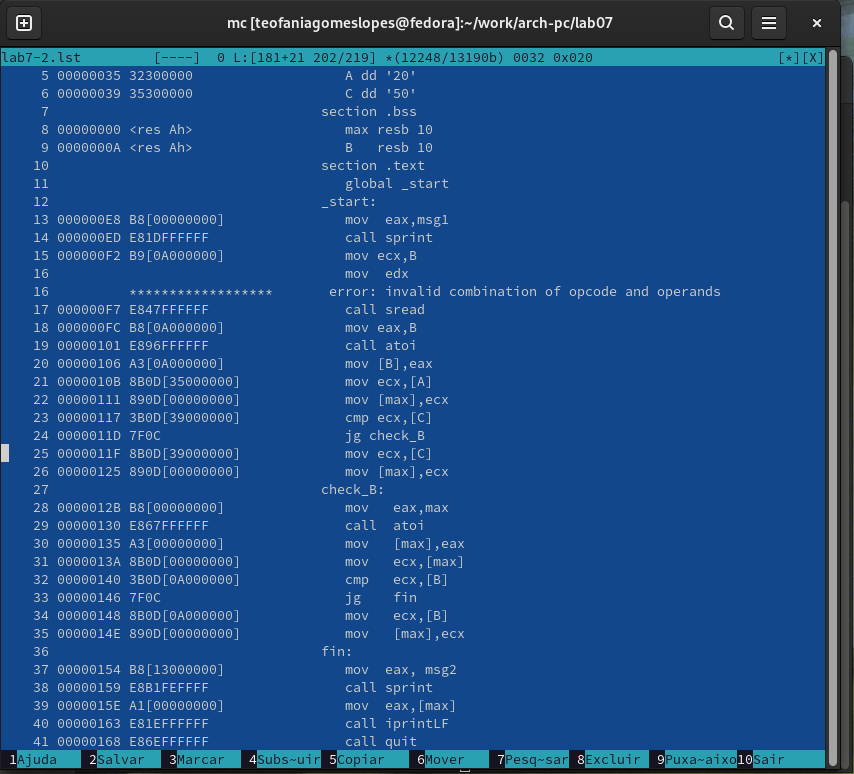 mc [teofaniagomeslopes@fedora]:~/work/arch-pc/lab07
lab7-2.lst [----] 0 L:[181+21 202/219] *(12248/13190b) 0032 0x020 [*][X]
5 00000035 32300000 A dd '20'
6 00000039 35300000 C dd '50'
7 section .bss
8 00000000 <res Ah> max resb 10
9 0000000A <res Ah> B resb 10
10 section .text
11 global _start
12 _start:
13 000000E8 B8[00000000] mov eax,msg1
14 000000ED E81DFFFFFF call sprint
15 000000F2 B9[0A000000] mov ecx,B
16 mov edx
16 ****************** error: invalid combination of opcode and operands
17 000000F7 E847FFFFFF call sread
18 000000FC B8[0A000000] mov eax,B
19 00000101 E896FFFFFF call atoi
20 00000106 A3[0A000000] mov [B],eax
21 0000010B 8B0D[35000000] mov ecx,[A]
22 00000111 890D[00000000] mov [max],ecx
23 00000117 3B0D[39000000] cmp ecx,[C]
24 0000011D 7F0C jg check_B
25 0000011F 8B0D[39000000] mov ecx,[C]
26 00000125 890D[00000000] mov [max],ecx
27 check_B:
28 0000012B B8[00000000] mov eax,max
29 00000130 E867FFFFFF call atoi
30 00000135 A3[00000000] mov [max],eax
31 0000013A 8B0D[00000000] mov ecx,[max]
32 00000140 3B0D[0A000000] cmp ecx,[B]
33 00000146 7F0C jg fin
34 00000148 8B0D[0A000000] mov ecx,[B]
35 0000014E 890D[00000000] mov [max],ecx
36 fin:
37 00000154 B8[13000000] mov eax, msg2
38 00000159 E8B1FEFFFF call sprint
39 0000015E A1[00000000] mov eax,[max]
40 00000163 E81EFFFFFF call iprintLF
41 00000168 E86EFFFFFF call quit
1Ajuda 2Salvar 3Marcar 4Subs~uir 5Copiar 6Mover 7Pesq~sar 8Excluir 9Puxa~aixo 10Sair